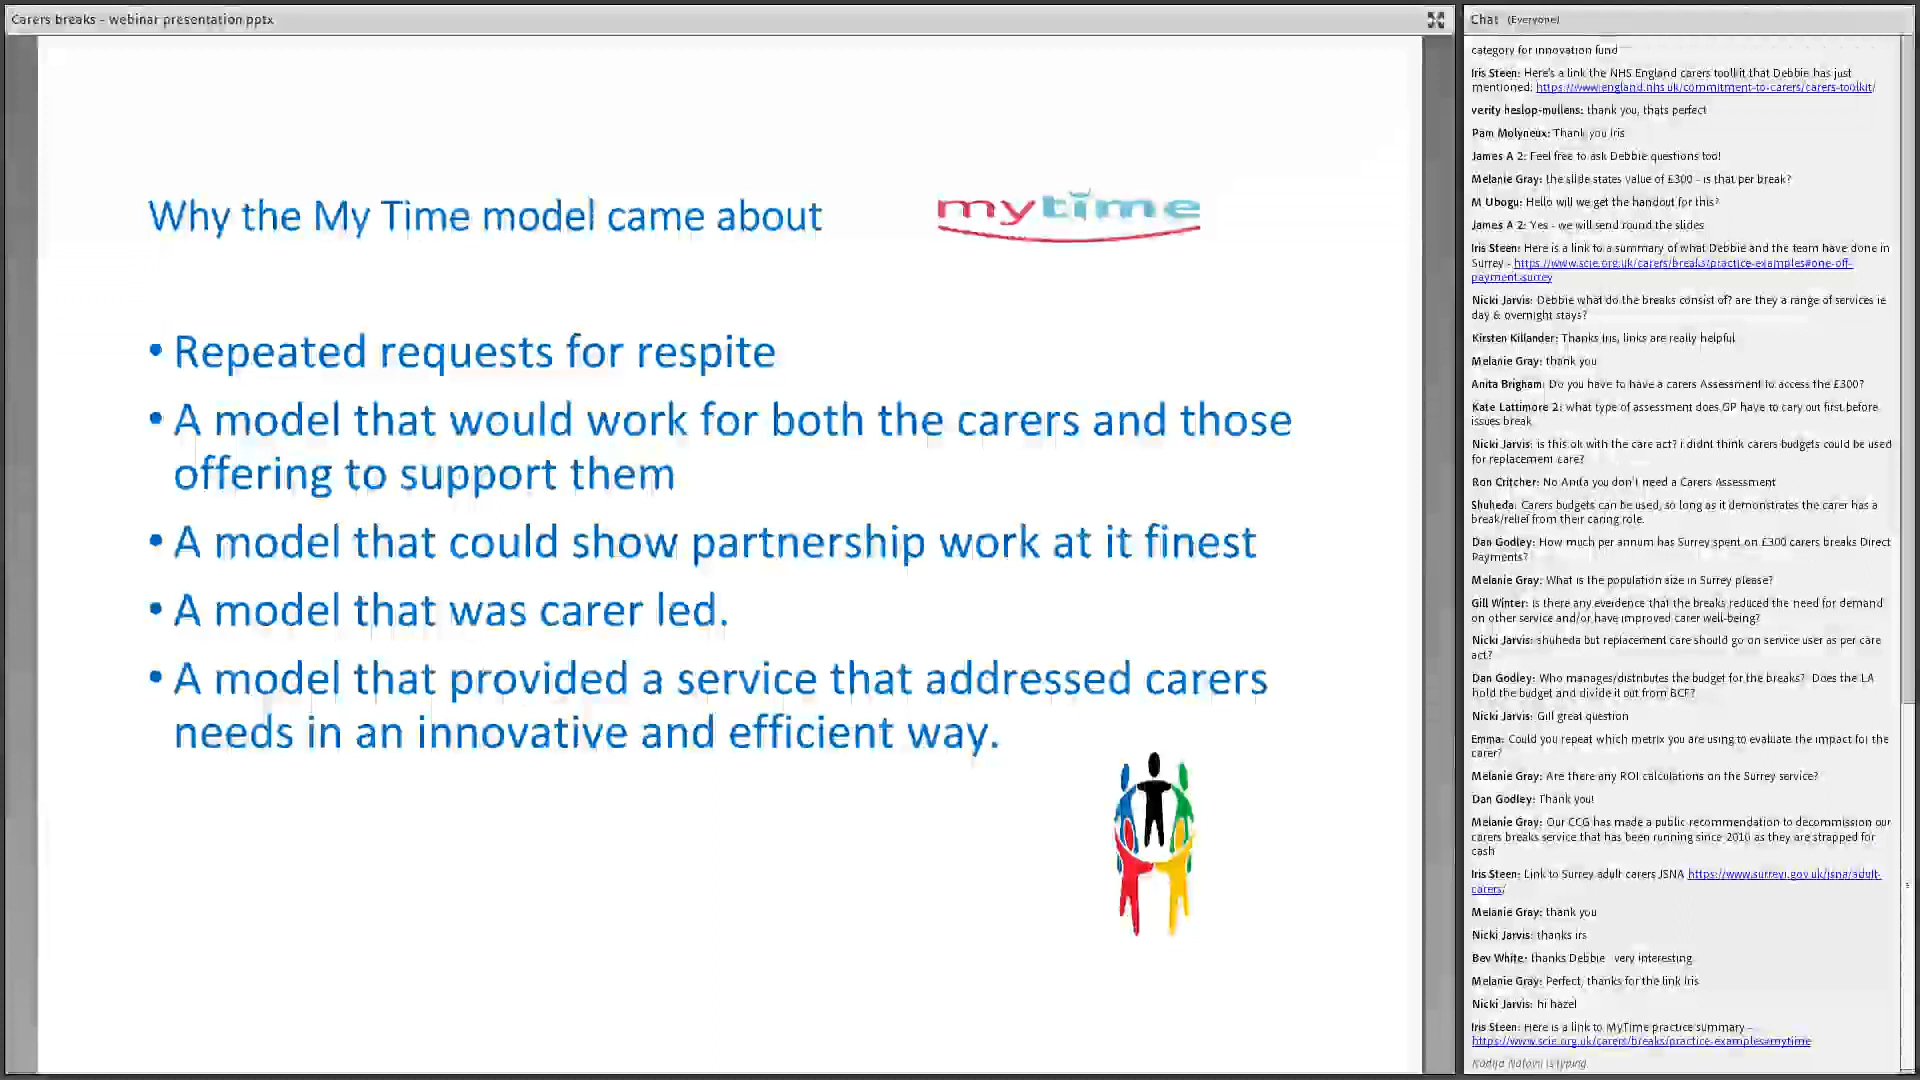 Carers breaks - webinar presentation.pptx
Why the My Time model came about
mytime
• Repeated requests for respite
• A model that would work for both the carers and those
offering to support them
• A model that could show partnership work at it finest
• A model that was carer led.
• A model that provided a service that addressed carers
needs in an innovative and efficient way.
Chat (Everyone)
category for innovation fund
Iris Steen: Here's a link the NHS England carers toolkit that Debbie has just
mentioned: https://www.england.nhs.uk/commitment-to-carers/carers-toolkit/
verity heslop-mullens: thank you, thats perfect
Pam Molyneux: Thank you Iris
James A 2: Feel free to ask Debbie questions too!
Melanie Gray: the slide states value of £300 - is that per break?
M Ubogu: Hello will we get the handout for this?
James A 2: Yes - we will send round the slides
Iris Steen: Here is a link to a summary of what Debbie and the team have done in
Surrey - https://www.scie.org.uk/carers/breaks/practice-examples#one-off-
payment-surrey
Nicki Jarvis: Debbie what do the breaks consist of? are they a range of services ie
day & overnight stays?
Kirsten Killander: Thanks Iris, links are really helpful
Melanie Gray: thank you
Anita Brigham: Do you have to have a carers Assessment to access the £300?
Kate Lattimore 2: what type of assessment does GP have to cary out first before
issues break
Nicki Jarvis: is this ok with the care act? i didnt think carers budgets could be used
for replacement care?
Ron Critcher: No Anita you don't need a Carers Assessment
Shuheda: Carers budgets can be used, so long as it demonstrates the carer has a
break/relief from their caring role.
Dan Godley: How much per annum has Surrey spent on £300 carers breaks Direct
Payments?
Melanie Gray: What is the population size in Surrey please?
Gill Winter: is there any eveidence that the breaks reduced the need for demand
on other service and/or have improved carer well-being?
Nicki Jarvis: shuheda but replacement care should go on service user as per care
act?
Dan Godley: Who manages/distributes the budget for the breaks? Does the LA
hold the budget and divide it out from BCF?
Nicki Jarvis: Gill great question
Emma: Could you repeat which metrix you are using to evaluate the impact for the
carer?
Melanie Gray: Are there any ROI calculations on the Surrey service?
Dan Godley: Thank you!
Melanie Gray: Our CCG has made a public recommendation to decommission our
carers breaks service that has been running since 2010 as they are strapped for
cash
Iris Steen: Link to Surrey adult carers JSNA https://www.surreyi.gov.uk/jsna/adult-
carers/
Melanie Gray: thank you
Nicki Jarvis: thanks irs
Bev White: thanks Debbie very interesting
Melanie Gray: Perfect, thanks for the link Iris
Nicki Jarvis: hi hazel
Iris Steen: Here is a link to MyTime practice summary -
https://www.scie.org.uk/carers/breaks/practice-examples#mytime
is typing